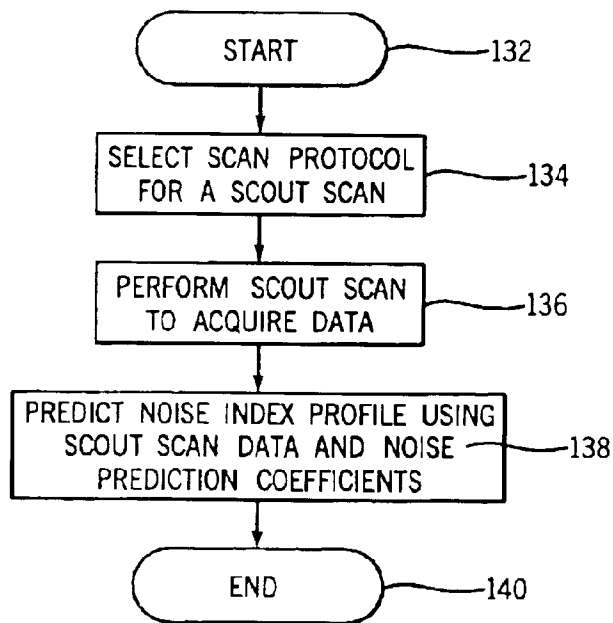 START
132
SELECT SCAN PROTOCOL
FOR A SCOUT SCAN
134
PERFORM SCOUT SCAN
TO ACQUIRE DATA
136
PREDICT NOISE INDEX PROFILE USING
SCOUT SCAN DATA AND NOISE
PREDICTION COEFFICIENTS
138
END
140